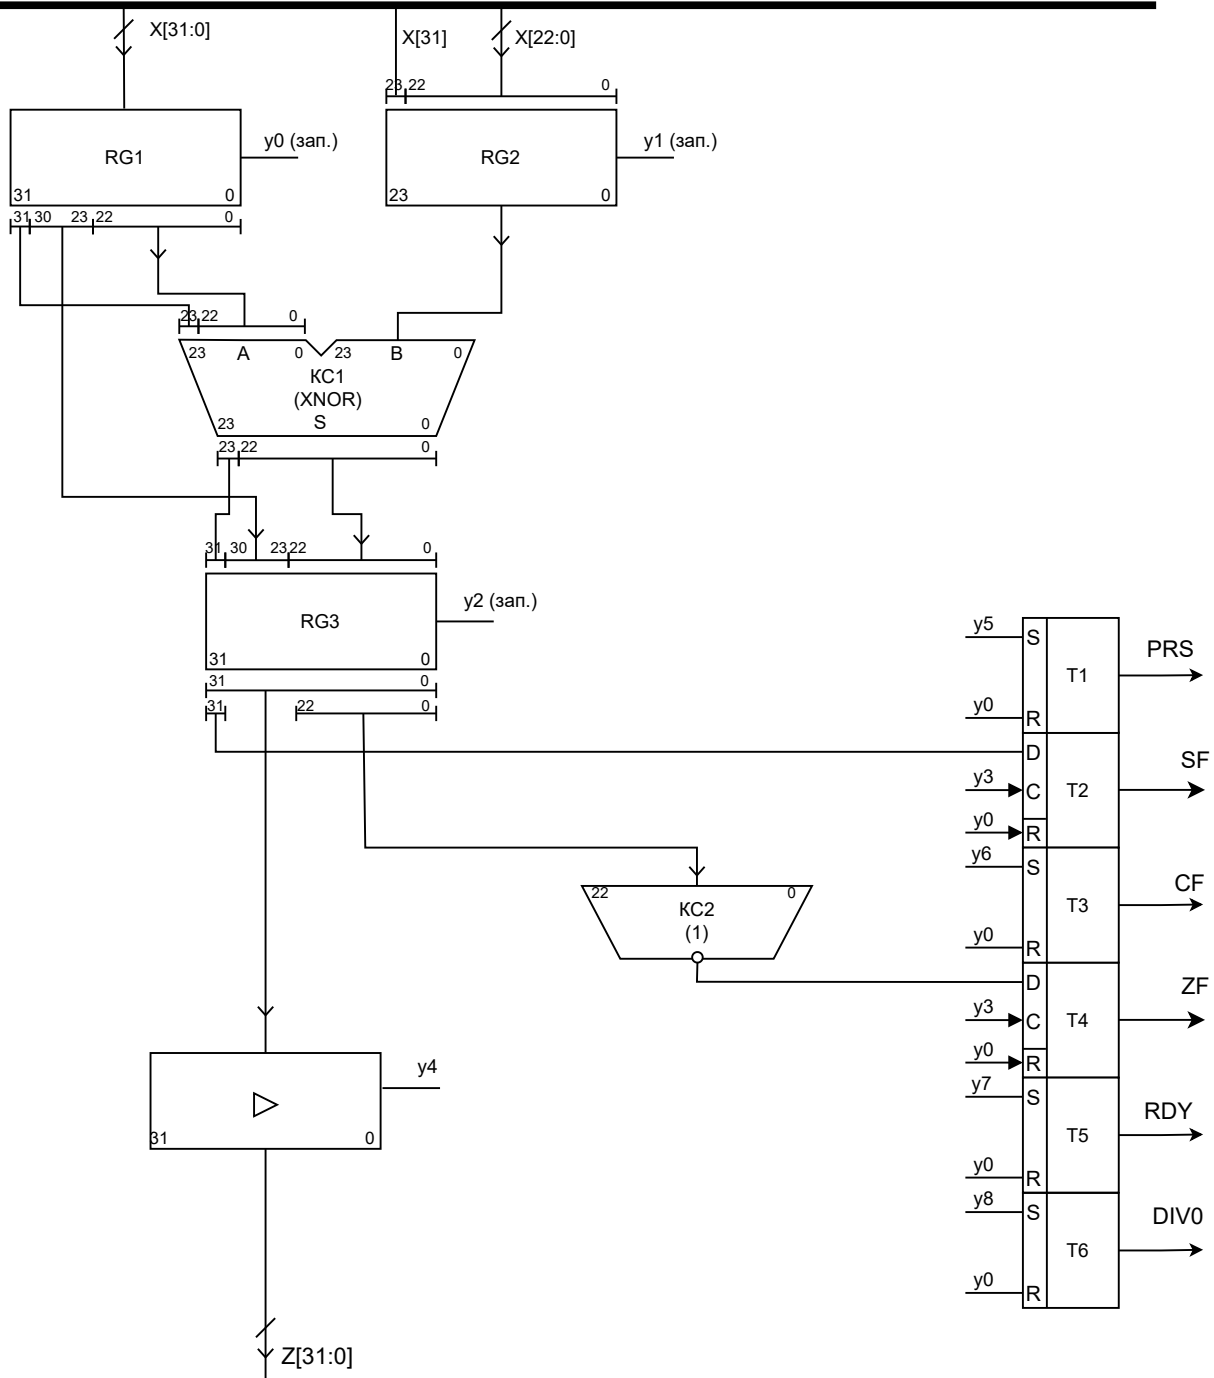 X[31:0]
X[31]
X[22:0]
23 22 0
RG1
y0 (зап.)
31 0
RG2
y1 (зап.)
23 0
31 30 23 22 0
23 22 0
23 A 0 23 B 0
КС1
(XNOR)
S
23 0
23 22 0
31 30 23 22 0
RG3
y2 (зап.)
31 0
31 0
31 22 0
y5 S
T1
PRS
y0 R
D
y3 C
T2
SF
y0 R
y6 S
T3
CF
y0 R
22 0
КС2
(1)
D
y3 C
T4
ZF
y0 R
y7 S
T5
RDY
y0 R
y8 S
T6
DIV0
y0 R
y4
31 0
Z[31:0]